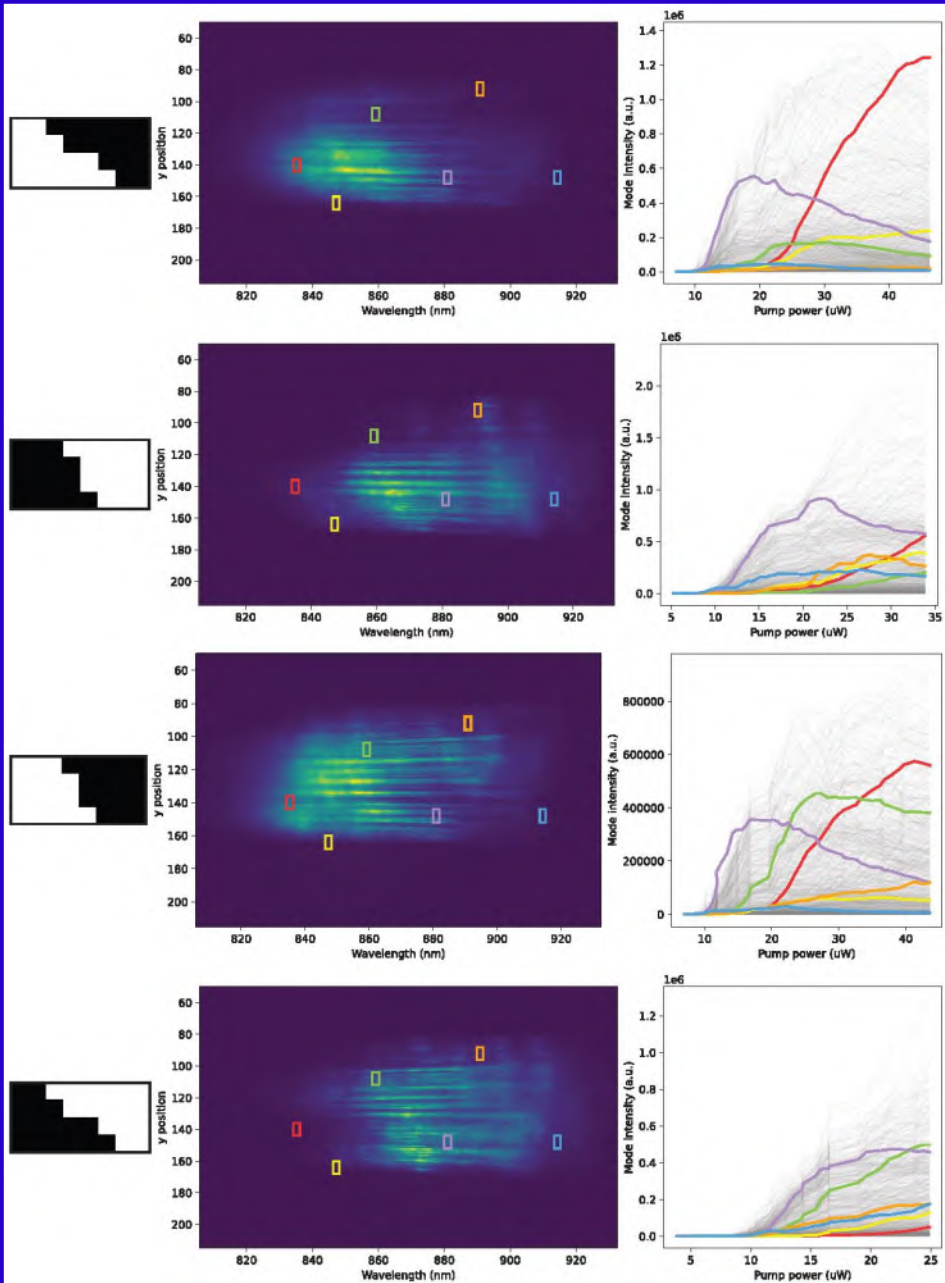 1e6
60
80
100
120
140
160
180
200
y position
820 840 860 880 900 920
Wavelength (nm)
1.4
1.2
1.0
0.8
0.6
0.4
0.2
0.0
Mode intensity (a.u.)
10 20 30 40
Pump power (uW)
1e6
60
80
100
120
140
160
180
200
y position
820 840 860 880 900 920
Wavelength (nm)
2.0
1.5
1.0
0.5
0.0
Mode intensity (a.u.)
5 10 15 20 25 30 35
Pump power (uW)
60
80
100
120
140
160
180
200
y position
820 840 860 880 900 920
Wavelength (nm)
800000
600000
400000
200000
0
Mode intensity (a.u.)
10 20 30 40
Pump power (uW)
1e6
60
80
100
120
140
160
180
200
y position
820 840 860 880 900 920
Wavelength (nm)
1.2
1.0
0.8
0.6
0.4
0.2
0.0
Mode intensity (a.u.)
5 10 15 20 25
Pump power (uW)